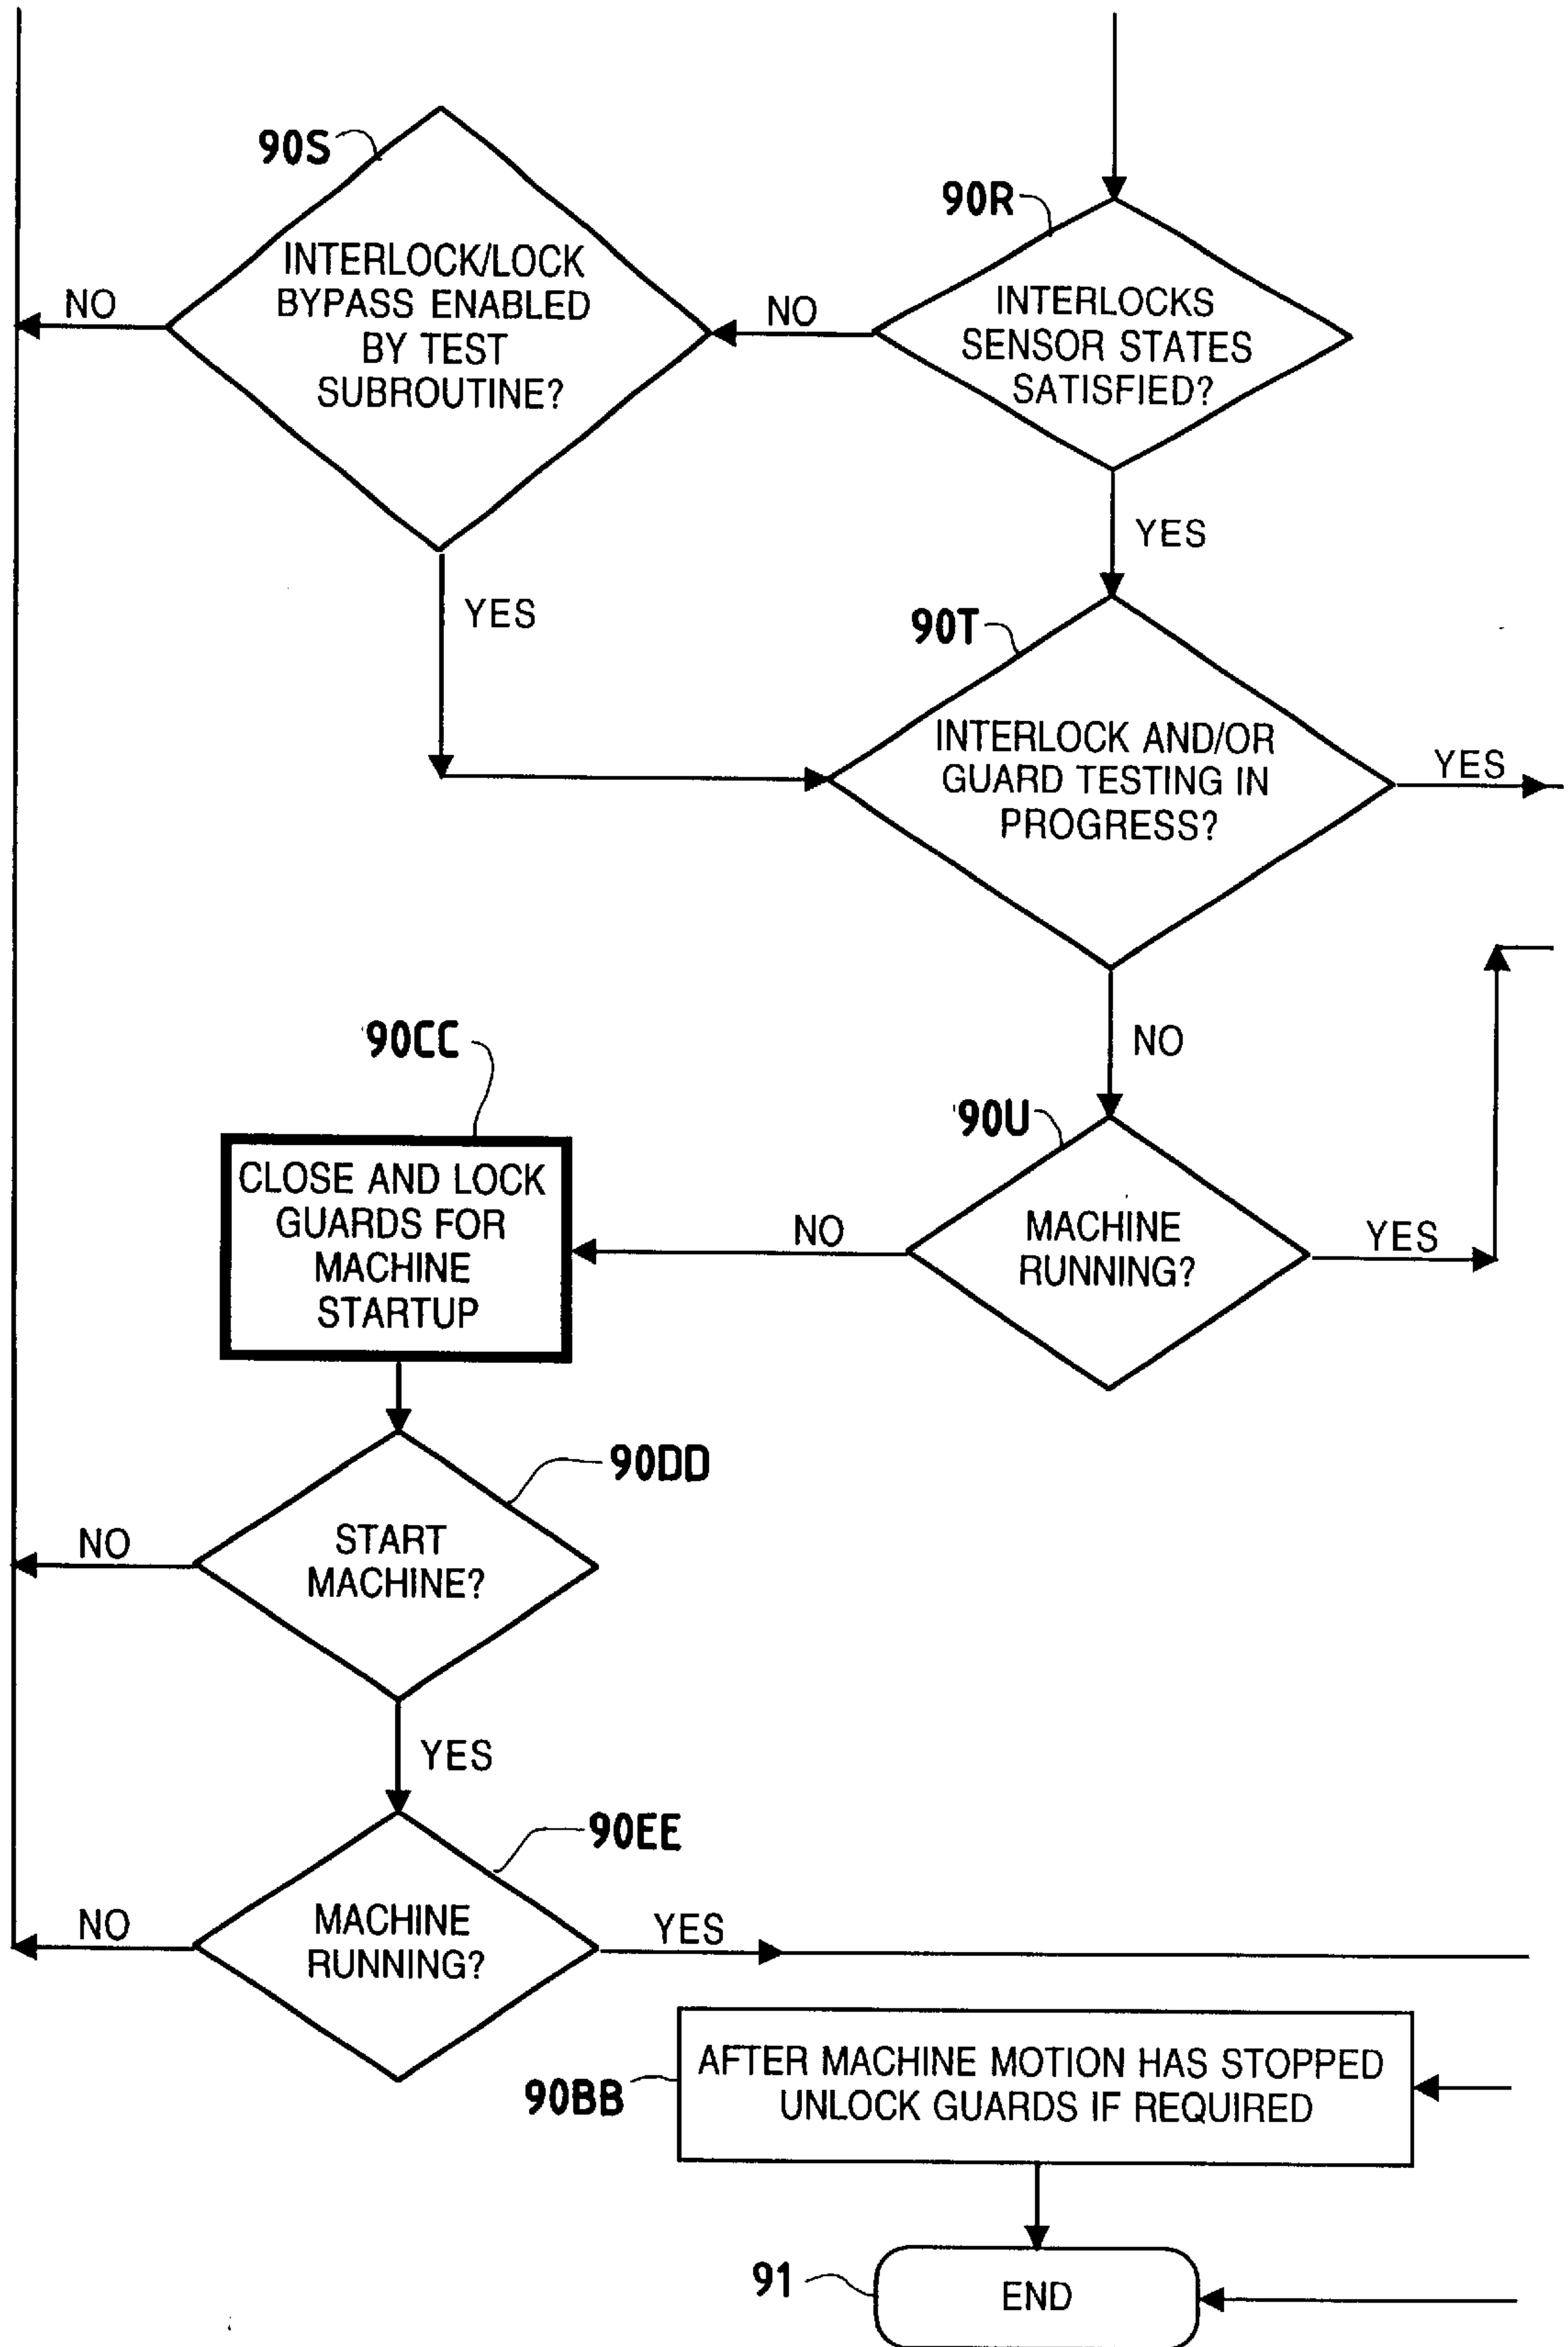 90S
INTERLOCK/LOCK
BYPASS ENABLED
BY TEST
SUBROUTINE?
NO
YES
90R
INTERLOCKS
SENSOR STATES
SATISFIED?
NO
YES
90T
INTERLOCK AND/OR
GUARD TESTING IN
PROGRESS?
YES
NO
90U
MACHINE
RUNNING?
YES
NO
90CC
CLOSE AND LOCK
GUARDS FOR
MACHINE
STARTUP
90DD
START
MACHINE?
NO
YES
90EE
MACHINE
RUNNING?
NO
YES
90BB
AFTER MACHINE MOTION HAS STOPPED
UNLOCK GUARDS IF REQUIRED
91
END